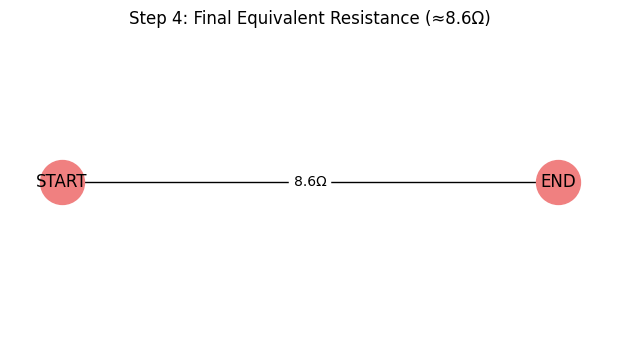 Step 4: Final Equivalent Resistance (≈8.6Ω)
START 8.6Ω END